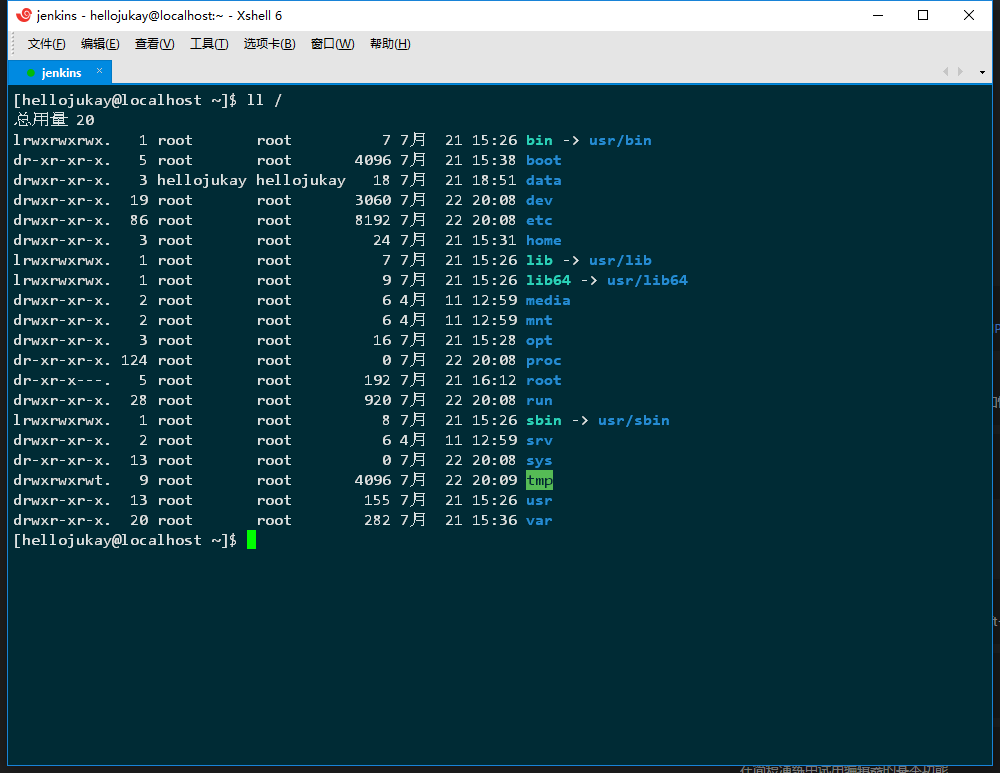 jenkins - hellojukay@localhost:~ - Xshell 6
文件(F) 编辑(E) 查看(V) 工具(T) 选项卡(B) 窗口(W) 帮助(H)
jenkins ×
[hellojukay@localhost ~]$ ll /
总用量 20
lrwxrwxrwx.   1 root      root         7 7月  21 15:26 bin -> usr/bin
dr-xr-xr-x.   5 root      root      4096 7月  21 15:38 boot
drwxr-xr-x.   3 hellojukay hellojukay   18 7月  21 18:51 data
drwxr-xr-x.  19 root      root      3060 7月  22 20:08 dev
drwxr-xr-x.  86 root      root      8192 7月  22 20:08 etc
drwxr-xr-x.   3 root      root        24 7月  21 15:31 home
lrwxrwxrwx.   1 root      root         7 7月  21 15:26 lib -> usr/lib
lrwxrwxrwx.   1 root      root         9 7月  21 15:26 lib64 -> usr/lib64
drwxr-xr-x.   2 root      root         6 4月  11 12:59 media
drwxr-xr-x.   2 root      root         6 4月  11 12:59 mnt
drwxr-xr-x.   3 root      root        16 7月  21 15:28 opt
dr-xr-xr-x. 124 root      root         0 7月  22 20:08 proc
dr-xr-x---.   5 root      root       192 7月  21 16:12 root
drwxr-xr-x.  28 root      root       920 7月  22 20:08 run
lrwxrwxrwx.   1 root      root         8 7月  21 15:26 sbin -> usr/sbin
drwxr-xr-x.   2 root      root         6 4月  11 12:59 srv
dr-xr-xr-x.  13 root      root         0 7月  22 20:08 sys
drwxrwxrwt.   9 root      root      4096 7月  22 20:09 tmp
drwxr-xr-x.  13 root      root       155 7月  21 15:26 usr
drwxr-xr-x.  20 root      root       282 7月  21 15:36 var
[hellojukay@localhost ~]$